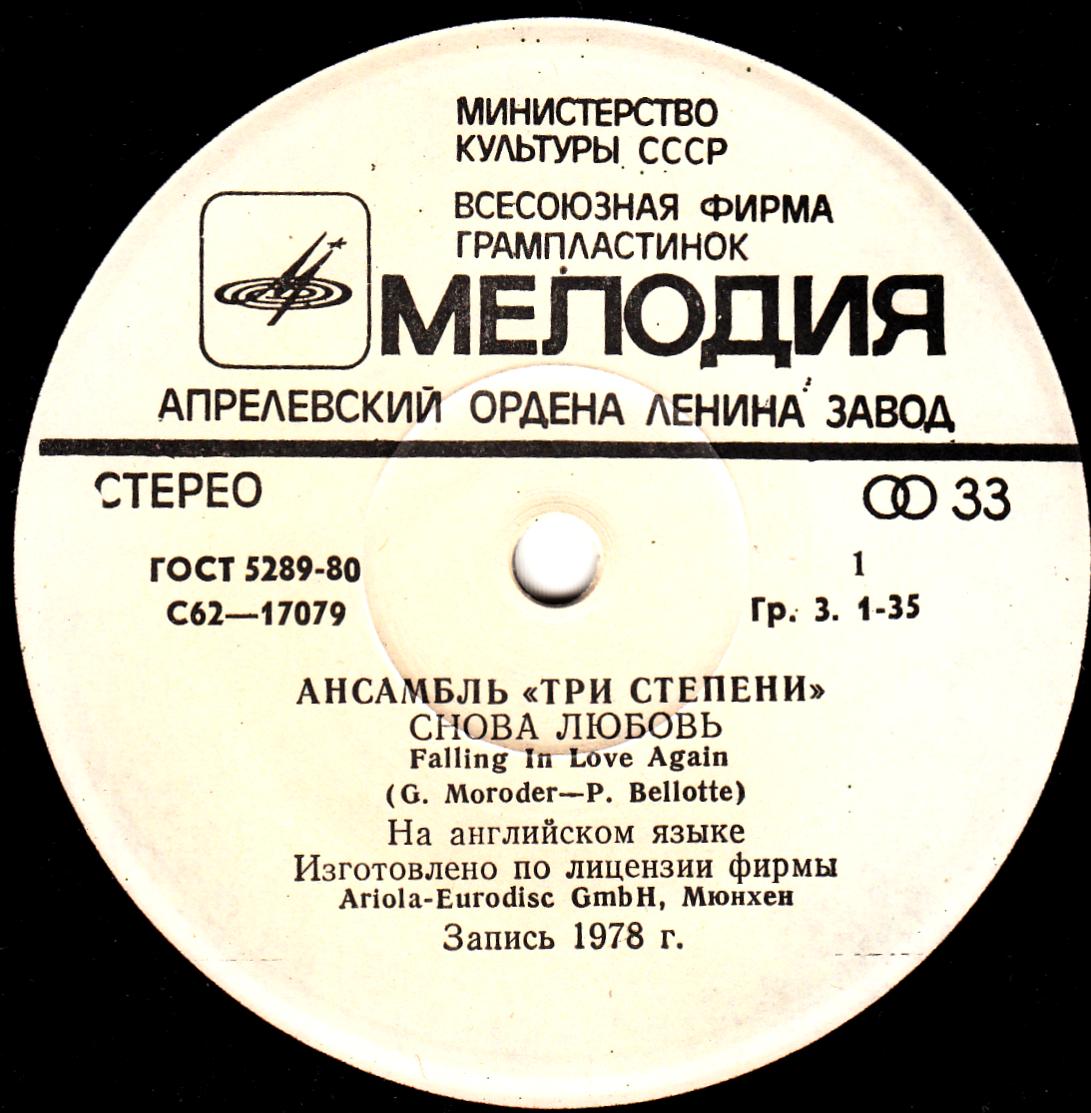 МИНИСТЕРСТВО
КУЛЬТУРЫ СССР
ВСЕСОЮЗНАЯ ФИРМА
ГРАМПЛАСТИНОК
МЕЛОДИЯ
АПРЕЛЕВСКИЙ ОРДЕНА ЛЕНИНА ЗАВОД
СТЕРЕО 33
ГОСТ 5289-80 1
С62—17079 Гр. 3. 1-35
АНСАМБЛЬ «ТРИ СТЕПЕНИ»
СНОВА ЛЮБОВЬ
Falling In Love Again
(G. Moroder—P. Bellotte)
На английском языке
Изготовлено по лицензии фирмы
Ariola-Eurodisc GmbH, Мюнхен
Запись 1978 г.